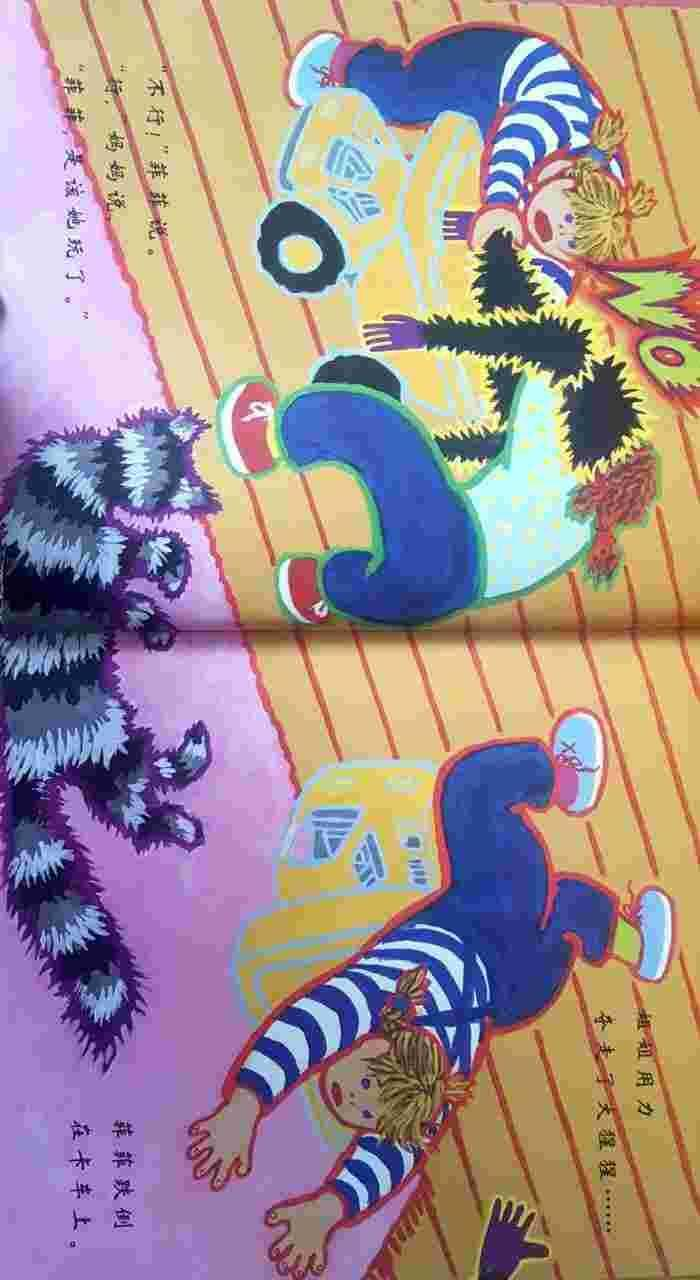 NO
“不行！”菲菲说。
“行，”妈妈说，
“菲菲，是该她玩了。”
姐姐用力
夺走了大猩猩……
菲菲跌倒
在卡车上。